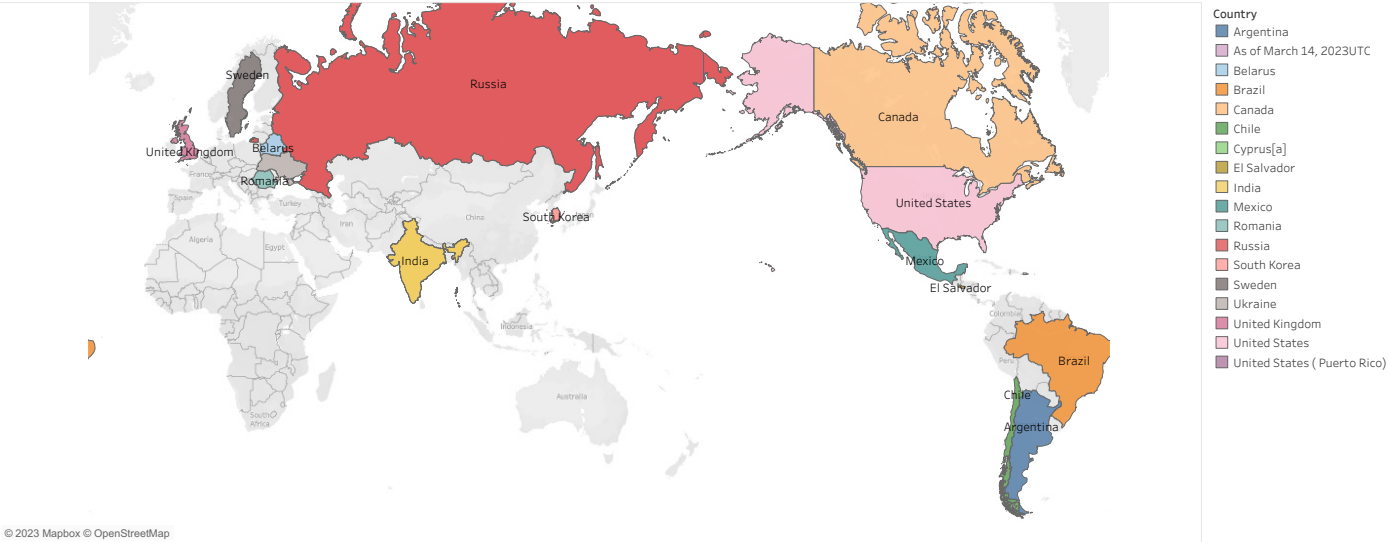 Sweden
Russia
Canada
United Kingdom
Belarus
France
Romania
Spain
Turkey
United States
South Korea
China
Iran
Algeria
Egypt
India
Mexico
El Salvador
Colombia
Indonesia
Peru
Brazil
Chile
Australia
South
Africa
Argentina
© 2023 Mapbox © OpenStreetMap
Country
Argentina
As of March 14, 2023UTC
Belarus
Brazil
Canada
Chile
Cyprus[a]
El Salvador
India
Mexico
Romania
Russia
South Korea
Sweden
Ukraine
United Kingdom
United States
United States ( Puerto Rico)